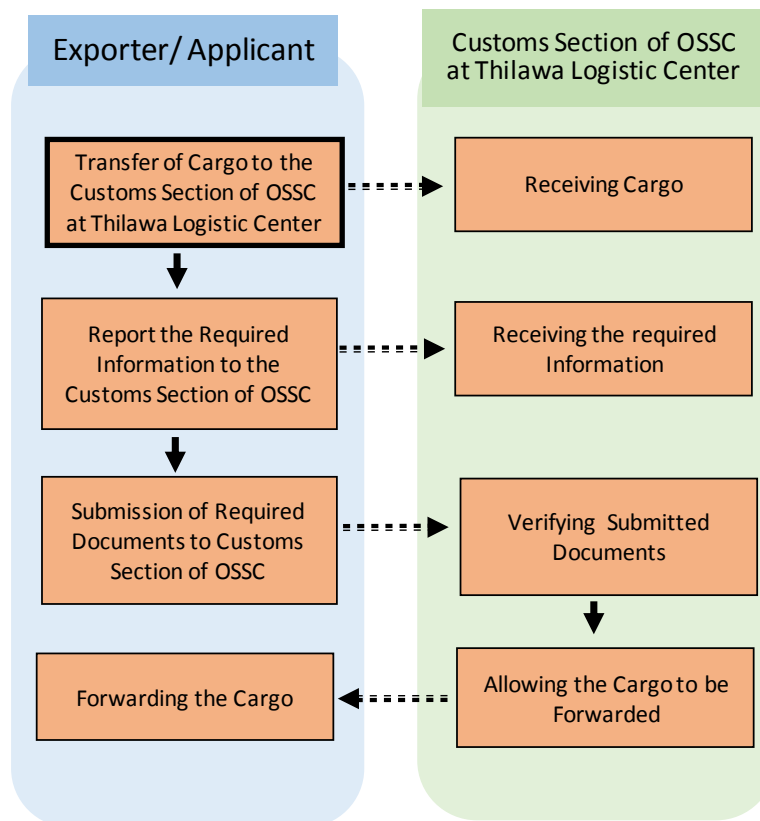 Exporter/ Applicant
Customs Section of OSSC
at Thilawa Logistic Center
Transfer of Cargo to the
Customs Section of OSSC
at Thilawa Logistic Center
Receiving Cargo
Report the Required
Information to the
Customs Section of OSSC
Receiving the required
Information
Submission of Required
Documents to Customs
Section of OSSC
Verifying Submitted
Documents
Forwarding the Cargo
Allowing the Cargo to be
Forwarded